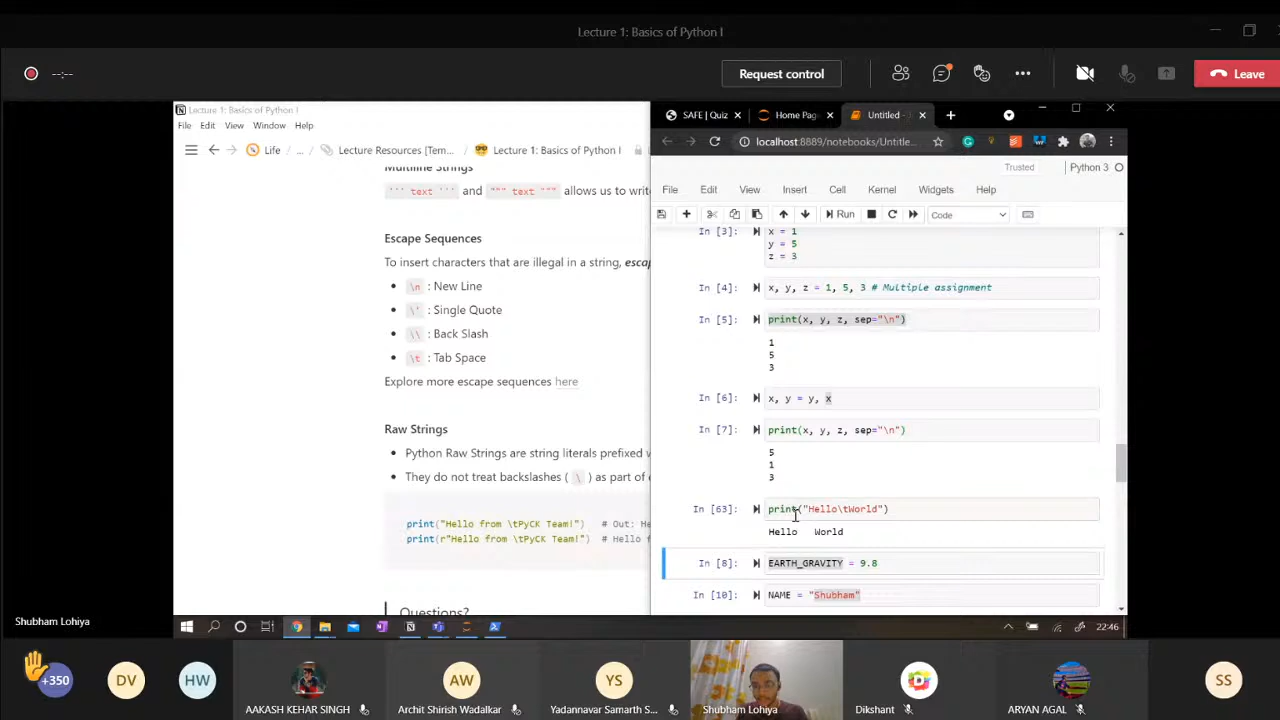 Lecture 1: Basics of Python I
--:--
Request control
Leave
Lecture 1: Basics of Python I
File Edit View Window Help
Life / ... / Lecture Resources [Tem... / Lecture 1: Basics of Python I
Multiline Strings
''' text ''' and """ text """ allows us to write
Escape Sequences
To insert characters that are illegal in a string,
\n : New Line
\' : Single Quote
\\ : Back Slash
\t : Tab Space
Explore more escape sequences here
Raw Strings
Python Raw Strings are string literals prefixed
They do not treat backslashes ( \ ) as part of
print("Hello from \tPyCK Team!") # Out: He
print(r"Hello from \tPyCK Team!") # Hello f
Questions?
SAFE | Quiz
Home Pag
Untitled -
localhost:8889/notebooks/Untitle...
Trusted
Python 3
File Edit View Insert Cell Kernel Widgets Help
Run
Code
In [3]: x = 1
y = 5
z = 3
In [4]: x, y, z = 1, 5, 3 # Multiple assignment
In [5]: print(x, y, z, sep="\n")
1
5
3
In [6]: x, y = y, x
In [7]: print(x, y, z, sep="\n")
5
1
3
In [63]: print("Hello\tWorld")
Hello World
In [8]: EARTH_GRAVITY = 9.8
In [10]: NAME = "Shubham"
Shubham Lohiya
22:46
+350
DV
HW
AAKASH KEHAR SINGH
AW
Archit Shirish Wadalkar
YS
Yadannavar Samarth S...
Shubham Lohiya
Dikshant
ARYAN AGAL
SS